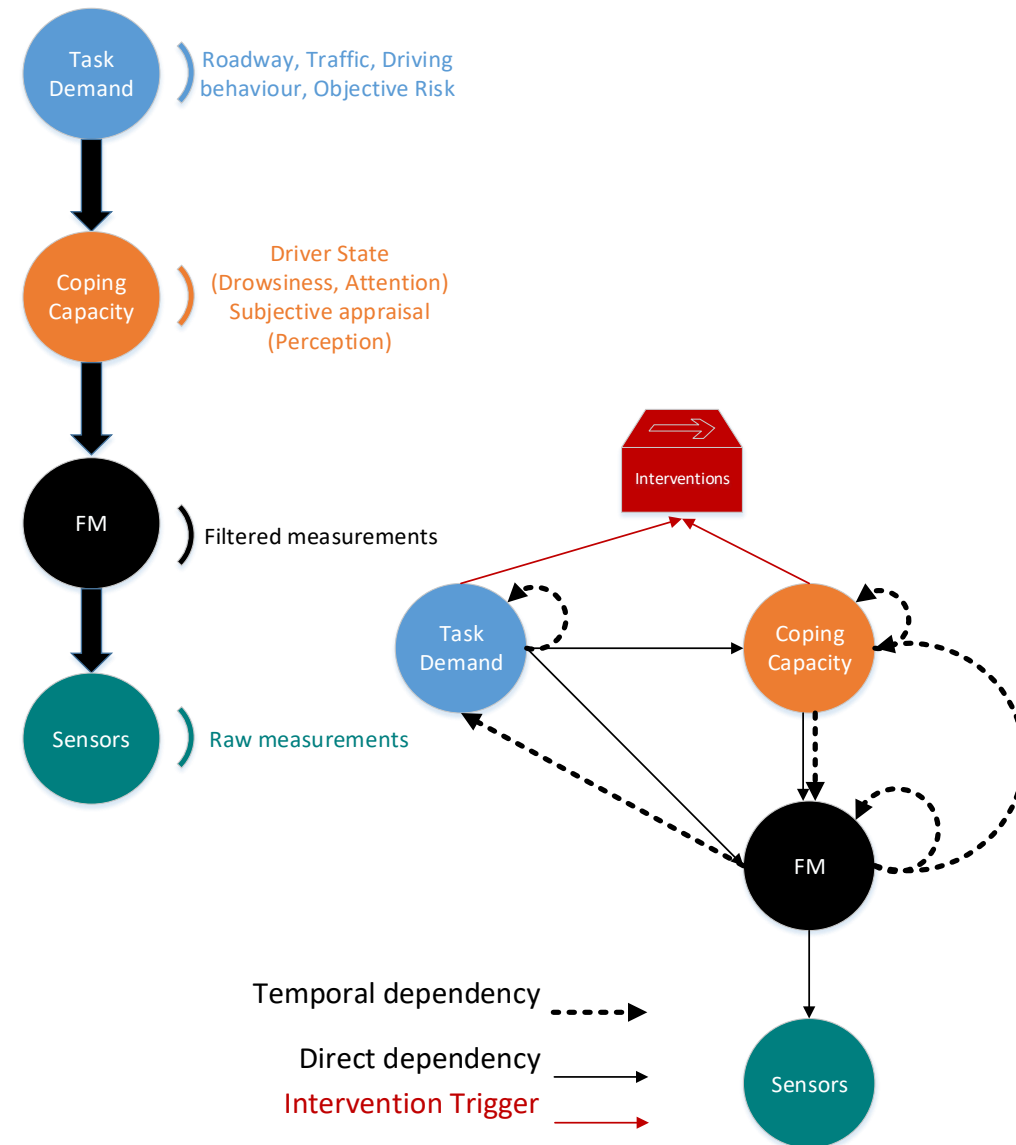 Task
Demand
Roadway, Traffic, Driving
behaviour, Objective Risk
Coping
Capacity
Driver State
(Drowsiness, Attention)
Subjective appraisal
(Perception)
FM
Filtered measurements
Sensors
Raw measurements
Interventions
Task
Demand
Coping
Capacity
FM
Sensors
Temporal dependency
Direct dependency
Intervention Trigger